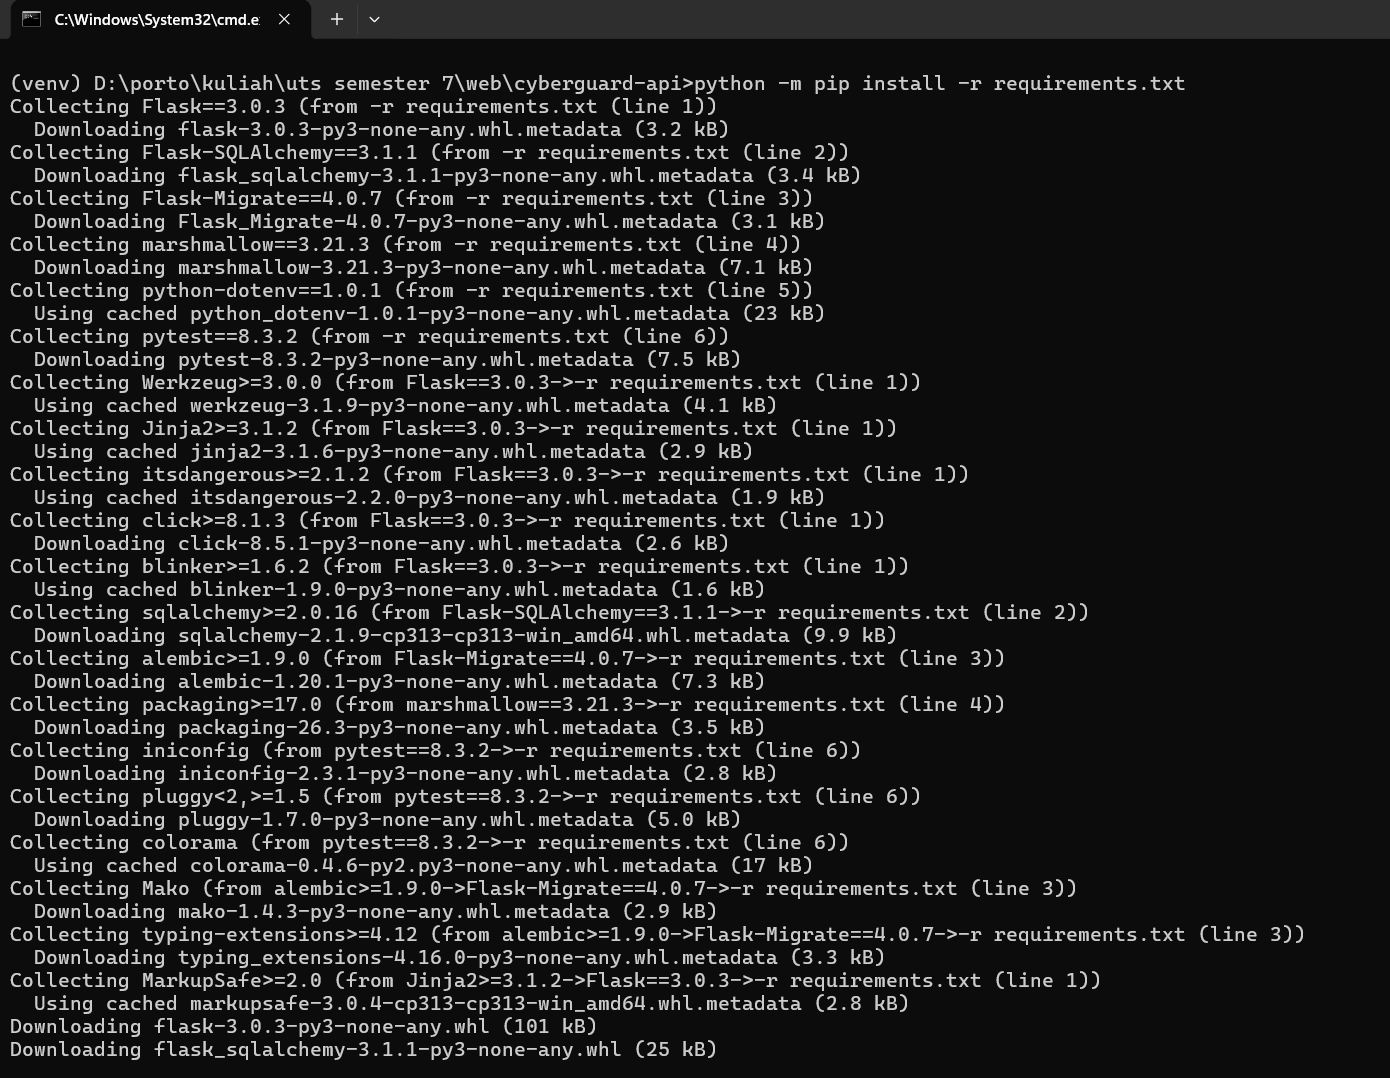 C:\Windows\System32\cmd.e
(venv) D:\porto\kuliah\uts semester 7\web\cyberguard-api>python -m pip install -r requirements.txt
Collecting Flask==3.0.3 (from -r requirements.txt (line 1))
  Downloading flask-3.0.3-py3-none-any.whl.metadata (3.2 kB)
Collecting Flask-SQLAlchemy==3.1.1 (from -r requirements.txt (line 2))
  Downloading flask_sqlalchemy-3.1.1-py3-none-any.whl.metadata (3.4 kB)
Collecting Flask-Migrate==4.0.7 (from -r requirements.txt (line 3))
  Downloading Flask_Migrate-4.0.7-py3-none-any.whl.metadata (3.1 kB)
Collecting marshmallow==3.21.3 (from -r requirements.txt (line 4))
  Downloading marshmallow-3.21.3-py3-none-any.whl.metadata (7.1 kB)
Collecting python-dotenv==1.0.1 (from -r requirements.txt (line 5))
  Using cached python_dotenv-1.0.1-py3-none-any.whl.metadata (23 kB)
Collecting pytest==8.3.2 (from -r requirements.txt (line 6))
  Downloading pytest-8.3.2-py3-none-any.whl.metadata (7.5 kB)
Collecting Werkzeug>=3.0.0 (from Flask==3.0.3->-r requirements.txt (line 1))
  Using cached werkzeug-3.1.9-py3-none-any.whl.metadata (4.1 kB)
Collecting Jinja2>=3.1.2 (from Flask==3.0.3->-r requirements.txt (line 1))
  Using cached jinja2-3.1.6-py3-none-any.whl.metadata (2.9 kB)
Collecting itsdangerous>=2.1.2 (from Flask==3.0.3->-r requirements.txt (line 1))
  Using cached itsdangerous-2.2.0-py3-none-any.whl.metadata (1.9 kB)
Collecting click>=8.1.3 (from Flask==3.0.3->-r requirements.txt (line 1))
  Downloading click-8.5.1-py3-none-any.whl.metadata (2.6 kB)
Collecting blinker>=1.6.2 (from Flask==3.0.3->-r requirements.txt (line 1))
  Using cached blinker-1.9.0-py3-none-any.whl.metadata (1.6 kB)
Collecting sqlalchemy>=2.0.16 (from Flask-SQLAlchemy==3.1.1->-r requirements.txt (line 2))
  Downloading sqlalchemy-2.1.9-cp313-cp313-win_amd64.whl.metadata (9.9 kB)
Collecting alembic>=1.9.0 (from Flask-Migrate==4.0.7->-r requirements.txt (line 3))
  Downloading alembic-1.20.1-py3-none-any.whl.metadata (7.3 kB)
Collecting packaging>=17.0 (from marshmallow==3.21.3->-r requirements.txt (line 4))
  Downloading packaging-26.3-py3-none-any.whl.metadata (3.5 kB)
Collecting iniconfig (from pytest==8.3.2->-r requirements.txt (line 6))
  Downloading iniconfig-2.3.1-py3-none-any.whl.metadata (2.8 kB)
Collecting pluggy<2,>=1.5 (from pytest==8.3.2->-r requirements.txt (line 6))
  Downloading pluggy-1.7.0-py3-none-any.whl.metadata (5.0 kB)
Collecting colorama (from pytest==8.3.2->-r requirements.txt (line 6))
  Using cached colorama-0.4.6-py2.py3-none-any.whl.metadata (17 kB)
Collecting Mako (from alembic>=1.9.0->Flask-Migrate==4.0.7->-r requirements.txt (line 3))
  Downloading mako-1.4.3-py3-none-any.whl.metadata (2.9 kB)
Collecting typing-extensions>=4.12 (from alembic>=1.9.0->Flask-Migrate==4.0.7->-r requirements.txt (line 3))
  Downloading typing_extensions-4.16.0-py3-none-any.whl.metadata (3.3 kB)
Collecting MarkupSafe>=2.0 (from Jinja2>=3.1.2->Flask==3.0.3->-r requirements.txt (line 1))
  Using cached markupsafe-3.0.4-cp313-cp313-win_amd64.whl.metadata (2.8 kB)
Downloading flask-3.0.3-py3-none-any.whl (101 kB)
Downloading flask_sqlalchemy-3.1.1-py3-none-any.whl (25 kB)